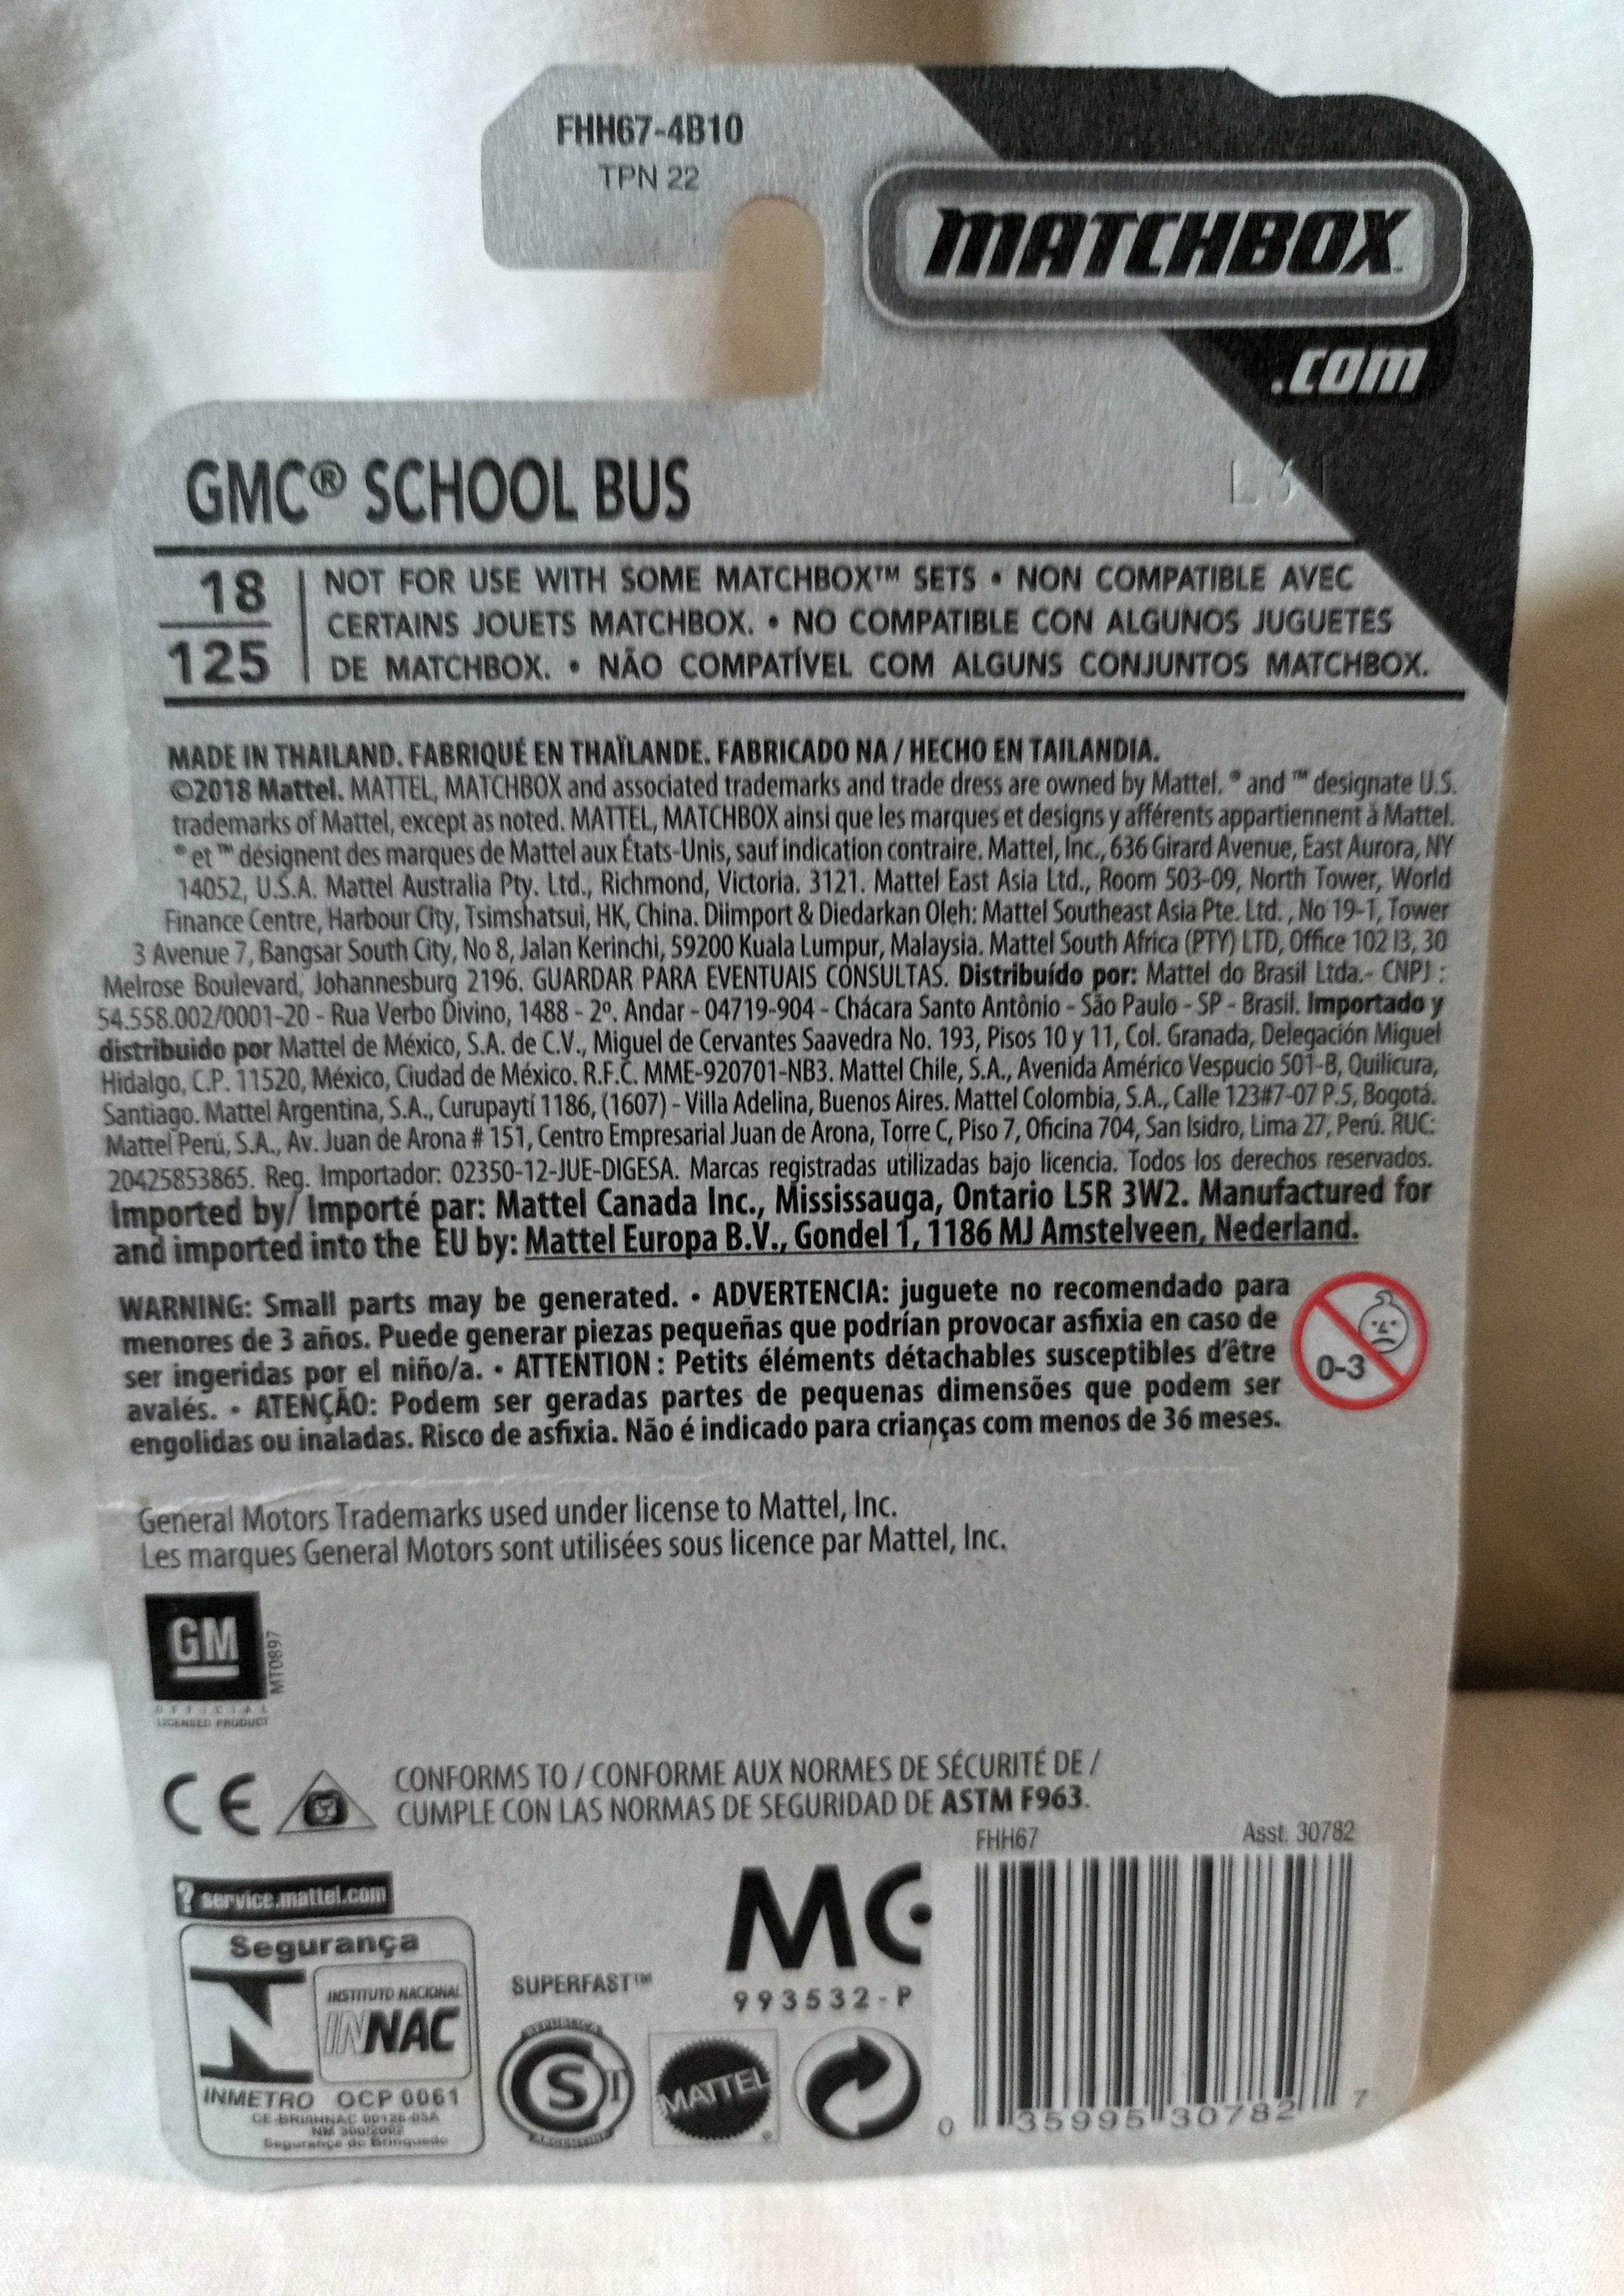 FHH67-4B10
TPN 22
MATCHBOX
.com
GMC® SCHOOL BUS
18
125
NOT FOR USE WITH SOME MATCHBOX™ SETS • NON COMPATIBLE AVEC
CERTAINS JOUETS MATCHBOX. • NO COMPATIBLE CON ALGUNOS JUGUETES
DE MATCHBOX. • NÃO COMPATÍVEL COM ALGUNS CONJUNTOS MATCHBOX.
MADE IN THAILAND. FABRIQUÉ EN THAÏLANDE. FABRICADO NA / HECHO EN TAILANDIA.
©2018 Mattel. MATTEL, MATCHBOX and associated trademarks and trade dress are owned by Mattel. ® and ™ designate U.S.
trademarks of Mattel, except as noted. MATTEL, MATCHBOX ainsi que les marques et designs y afférents appartiennent à Mattel.
® et ™ désignent des marques de Mattel aux États-Unis, sauf indication contraire. Mattel, Inc., 636 Girard Avenue, East Aurora, NY
14052, U.S.A. Mattel Australia Pty. Ltd., Richmond, Victoria. 3121. Mattel East Asia Ltd., Room 503-09, North Tower, World
Finance Centre, Harbour City, Tsimshatsui, HK, China. Diimport & Diedarkan Oleh: Mattel Southeast Asia Pte. Ltd. , No 19-1, Tower
3 Avenue 7, Bangsar South City, No 8, Jalan Kerinchi, 59200 Kuala Lumpur, Malaysia. Mattel South Africa (PTY) LTD, Office 102 I3, 30
Melrose Boulevard, Johannesburg 2196. GUARDAR PARA EVENTUAIS CONSULTAS. Distribuído por: Mattel do Brasil Ltda.- CNPJ :
54.558.002/0001-20 - Rua Verbo Divino, 1488 - 2º. Andar - 04719-904 - Chácara Santo Antônio - São Paulo - SP - Brasil. Importado y
distribuido por Mattel de México, S.A. de C.V., Miguel de Cervantes Saavedra No. 193, Pisos 10 y 11, Col. Granada, Delegación Miguel
Hidalgo, C.P. 11520, México, Ciudad de México. R.F.C. MME-920701-NB3. Mattel Chile, S.A., Avenida Américo Vespucio 501-B, Quilicura,
Santiago. Mattel Argentina, S.A., Curupaytí 1186, (1607) - Villa Adelina, Buenos Aires. Mattel Colombia, S.A., Calle 123#7-07 P.5, Bogotá.
Mattel Perú, S.A., Av. Juan de Arona # 151, Centro Empresarial Juan de Arona, Torre C, Piso 7, Oficina 704, San Isidro, Lima 27, Perú. RUC:
20425853865. Reg. Importador: 02350-12-JUE-DIGESA. Marcas registradas utilizadas bajo licencia. Todos los derechos reservados.
Imported by/ Importé par: Mattel Canada Inc., Mississauga, Ontario L5R 3W2. Manufactured for
and imported into the EU by: Mattel Europa B.V., Gondel 1, 1186 MJ Amstelveen, Nederland.
WARNING: Small parts may be generated. • ADVERTENCIA: juguete no recomendado para
menores de 3 años. Puede generar piezas pequeñas que podrían provocar asfixia en caso de
ser ingeridas por el niño/a. • ATTENTION : Petits éléments détachables susceptibles d'être
avalés. • ATENÇÃO: Podem ser geradas partes de pequenas dimensões que podem ser
engolidas ou inaladas. Risco de asfixia. Não é indicado para crianças com menos de 36 meses.
0-3
General Motors Trademarks used under license to Mattel, Inc.
Les marques General Motors sont utilisées sous licence par Mattel, Inc.
GM
MT0897
OFFICIAL
LICENSED PRODUCT
CE
CONFORMS TO / CONFORME AUX NORMES DE SÉCURITÉ DE /
CUMPLE CON LAS NORMAS DE SEGURIDAD DE ASTM F963.
FHH67
Asst. 30782
? service.mattel.com
Segurança
INSTITUTO NACIONAL
INNAC
INMETRO OCP 0061
NM 300/2002
Segurança do Brinquedo
SUPERFAST™
MC
993532-P
S
MATTEL
0 35995 30782 7